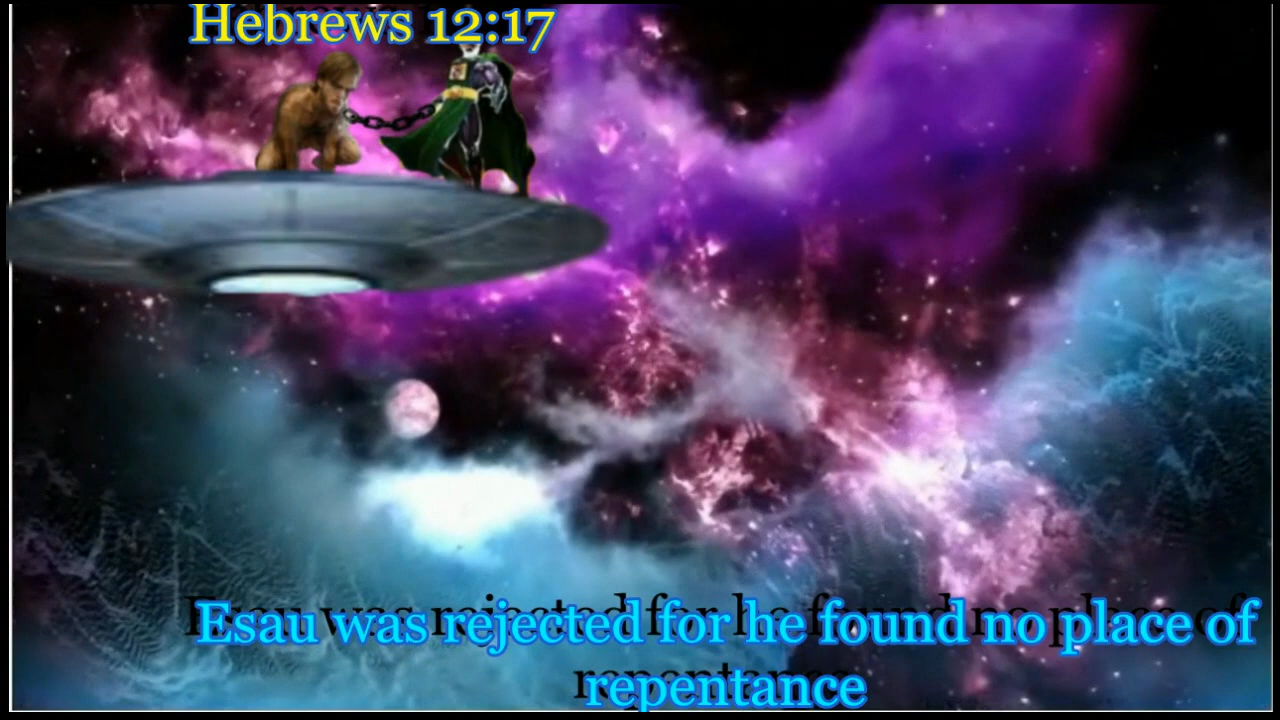 Hebrews 12:17
Esau was rejected for he found no place of
repentance